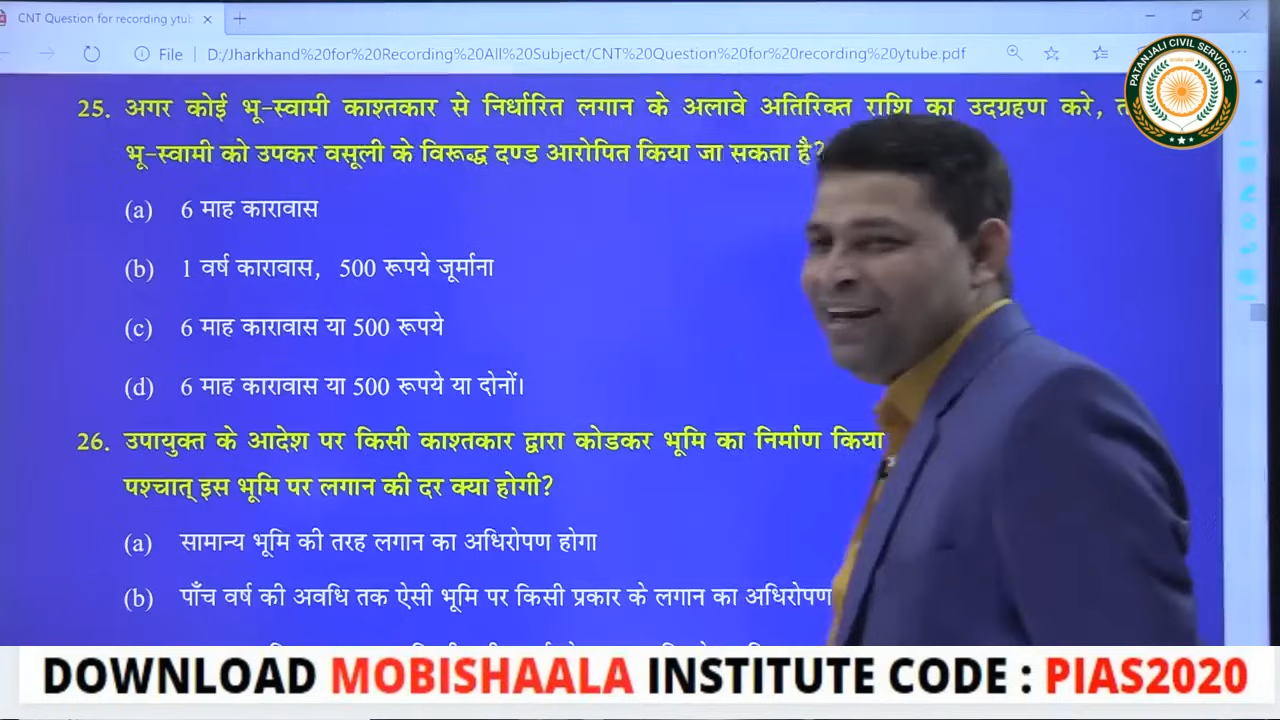 CNT Question for recording ytub
File
D:/Jharkhand%20for%20Recording%20All%20Subject/CNT%20Question%20for%20recording%20ytube.pdf
PATANJALI CIVIL SERVICES
25. अगर कोई भू-स्वामी काश्तकार से निर्धारित लगान के अलावे अतिरिक्त राशि का उदग्रहण करे,
भू-स्वामी को उपकर वसूली के विरूद्ध दण्ड आरोपित किया जा सकता है?
(a) 6 माह कारावास
(b) 1 वर्ष कारावास, 500 रूपये जूर्माना
(c) 6 माह कारावास या 500 रूपये
(d) 6 माह कारावास या 500 रूपये या दोनों।
26. उपायुक्त के आदेश पर किसी काश्तकार द्वारा कोडकर भूमि का निर्माण किया
पश्चात् इस भूमि पर लगान की दर क्या होगी?
(a) सामान्य भूमि की तरह लगान का अधिरोपण होगा
(b) पाँच वर्ष की अवधि तक ऐसी भूमि पर किसी प्रकार के लगान का अधिरोपण
DOWNLOAD MOBISHAALA INSTITUTE CODE : PIAS2020